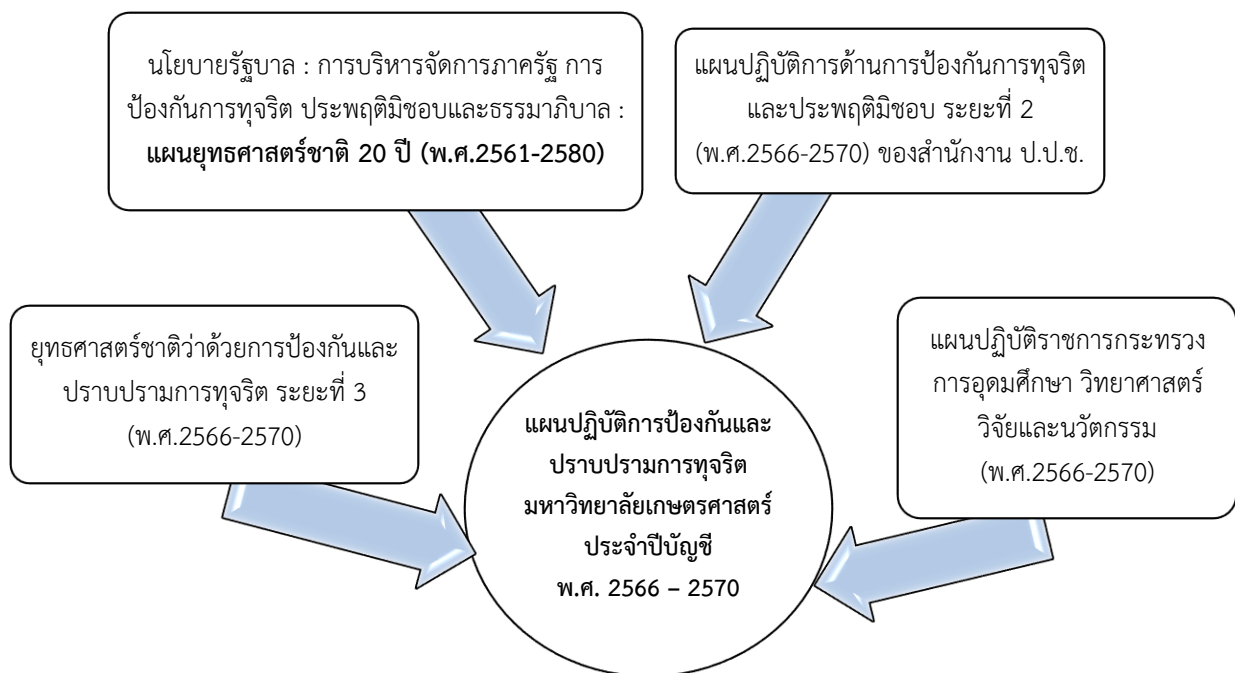 นโยบายรัฐบาล : การบริหารจัดการภาครัฐ การ
ป้องกันการทุจริต ประพฤติมิชอบและธรรมาภิบาล :
แผนยุทธศาสตร์ชาติ 20 ปี (พ.ศ.2561-2580)
แผนปฏิบัติการด้านการป้องกันการทุจริต
และประพฤติมิชอบ ระยะที่ 2
(พ.ศ.2566-2570) ของสำนักงาน ป.ป.ช.
ยุทธศาสตร์ชาติว่าด้วยการป้องกันและ
ปราบปรามการทุจริต ระยะที่ 3
(พ.ศ.2566-2570)
แผนปฏิบัติราชการกระทรวง
การอุดมศึกษา วิทยาศาสตร์
วิจัยและนวัตกรรม
(พ.ศ.2566-2570)
แผนปฏิบัติการป้องกันและ
ปราบปรามการทุจริต
มหาวิทยาลัยเกษตรศาสตร์
ประจำปีบัญชี
พ.ศ. 2566 – 2570